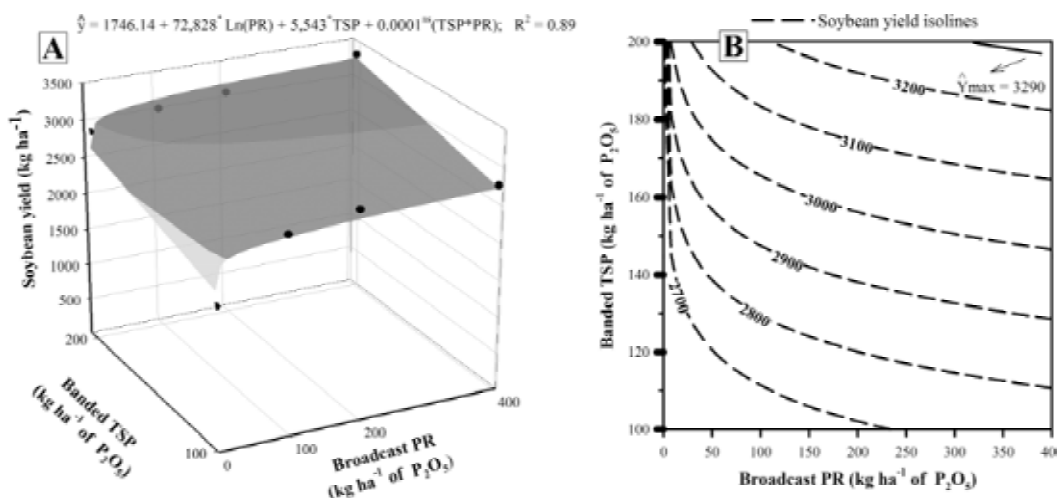 ŷ = 1746.14 + 72,828* Ln(PR) + 5,543* TSP + 0.0001ns(TSP*PR); R² = 0.89
A
3500
3000
2500
2000
1500
1000
500
Soybean yield (kg ha⁻¹)
200
100
Banded TSP
(kg ha⁻¹ of P₂O₅)
0
100
200
400
Broadcast PR
(kg ha⁻¹ of P₂O₅)
Soybean yield isolines
B
200
180
160
140
120
100
Banded TSP (kg ha⁻¹ of P₂O₅)
3200
Ŷmax = 3290
3100
3000
2900
2800
2700
0 50 100 150 200 250 300 350 400
Broadcast PR (kg ha⁻¹ of P₂O₅)